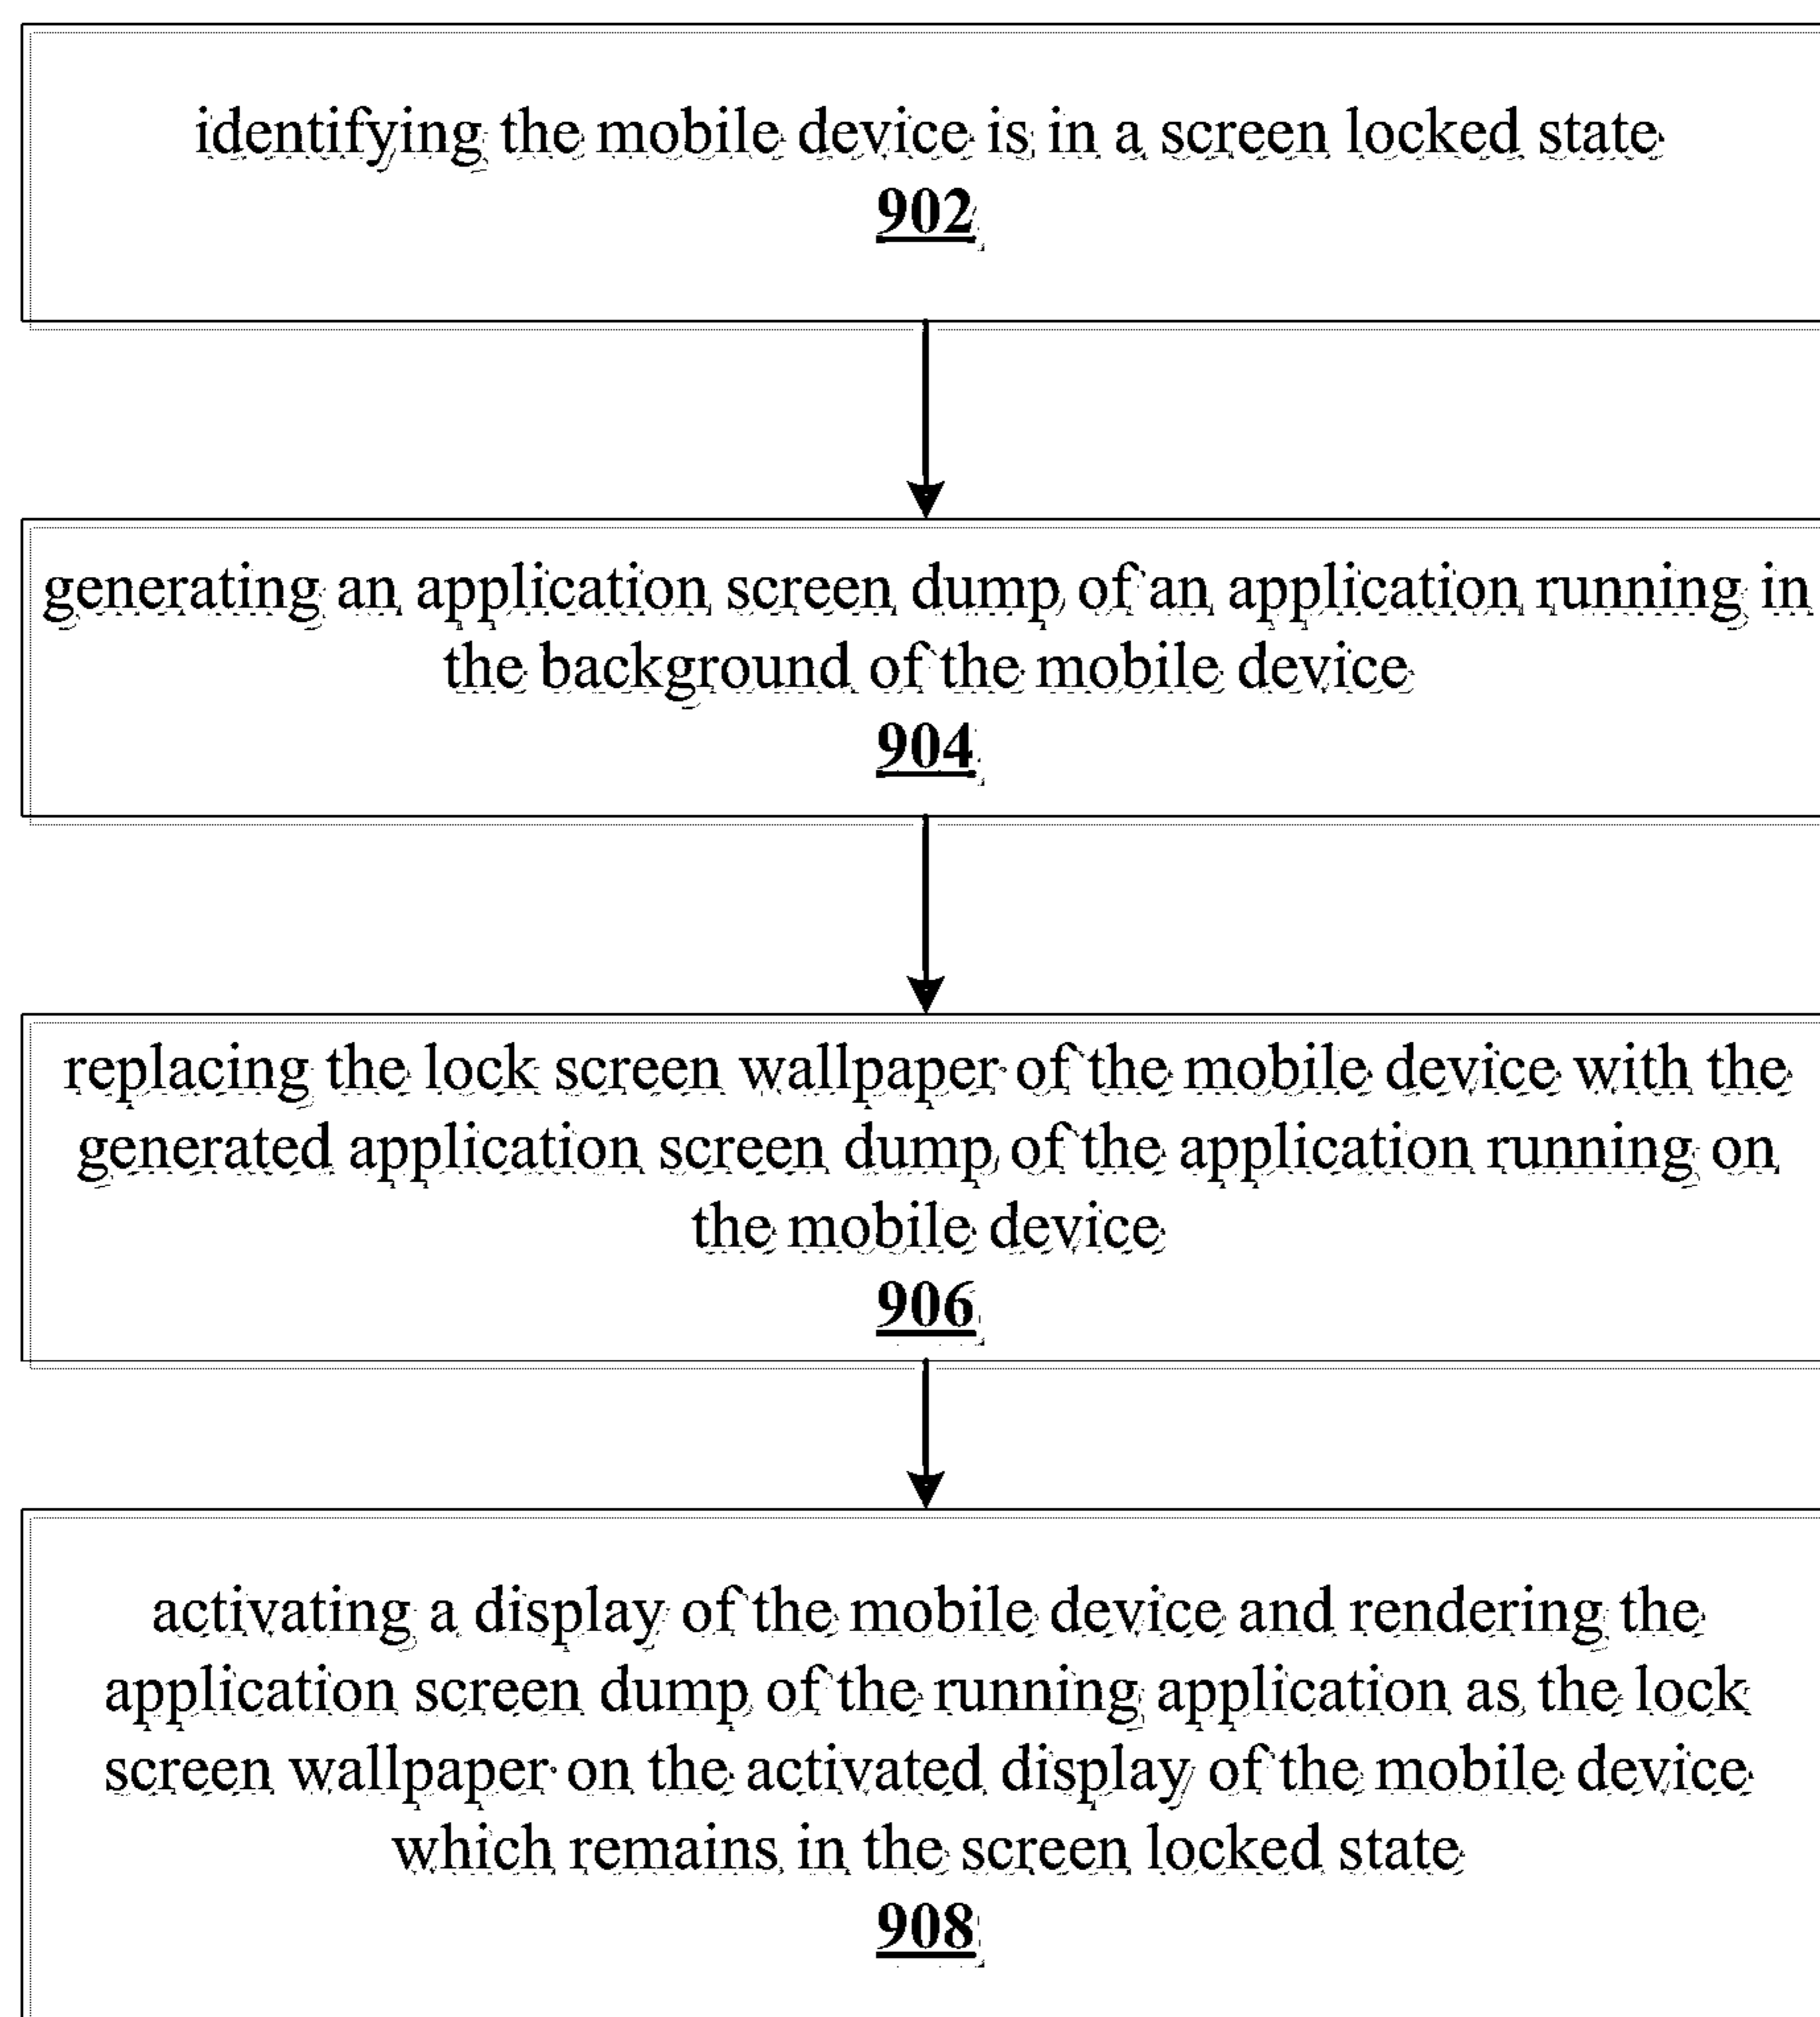 identifying the mobile device is in a screen locked state
902
generating an application screen dump of an application running in
the background of the mobile device
904
replacing the lock screen wallpaper of the mobile device with the
generated application screen dump of the application running on
the mobile device
906
activating a display of the mobile device and rendering the
application screen dump of the running application as the lock
screen wallpaper on the activated display of the mobile device
which remains in the screen locked state
908